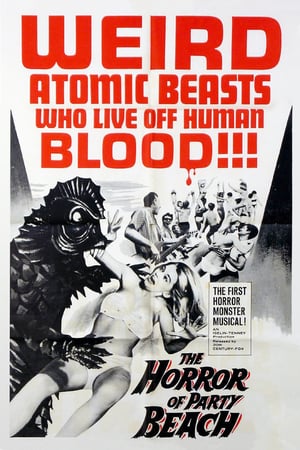 WEIRD
ATOMIC BEASTS
WHO LIVE OFF HUMAN
BLOOD!!!
THE FIRST
HORROR
MONSTER
MUSICAL!
AN
ISELIN-TENNEY
Production
Released by
20th
CENTURY-FOX
THE
HORROR
OF PARTY
BEACH